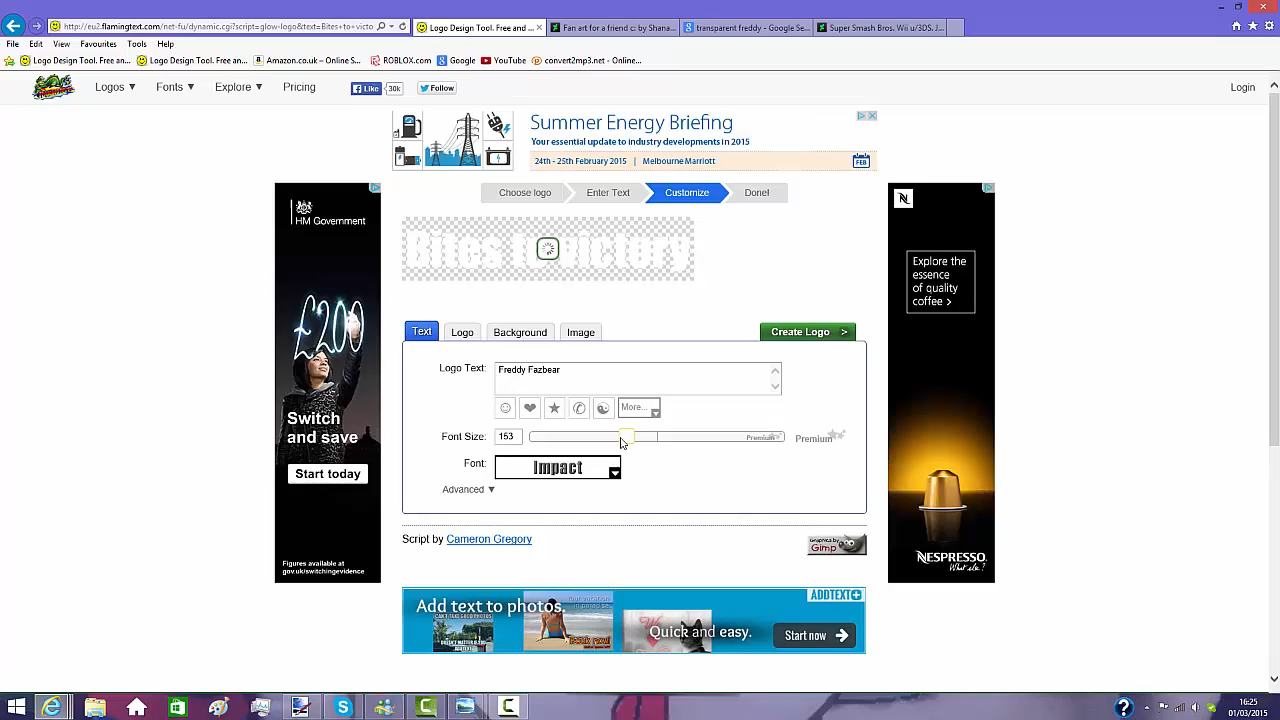 http://eu2.flamingtext.com/net-fu/dynamic.cgi?script=glow-logo&text=Bites+to+victo
Logo Design Tool. Free and ...
Fan art for a friend c: by Shana...
transparent freddy - Google Se...
Super Smash Bros. Wii u/3DS. J...
File Edit View Favourites Tools Help
Logo Design Tool. Free an...
Logo Design Tool. Free an...
Amazon.co.uk – Online S...
ROBLOX.com
Google
YouTube
convert2mp3.net - Online...
Logos ▼ Fonts ▼ Explore ▼ Pricing
Like 30k
Follow
Login
Summer Energy Briefing
Your essential update to industry developments in 2015
24th - 25th February 2015 | Melbourne Marriott
FEB
Choose logo
Enter Text
Customize
Done!
Bites to victory
HM Government
£200
Switch
and save
Start today
Figures available at
gov.uk/switchingevidence
Text Logo Background Image
Create Logo >
Logo Text:
Freddy Fazbear
More...
Font Size: 153
Premium
Premium
Font: Impact
Advanced ▼
Script by Cameron Gregory
Graphics by
Gimp
N
Explore the
essence
of quality
coffee >
NESPRESSO
What else?
Add text to photos.
Quick and easy.
ADDTEXT
Start now
16:25
01/03/2015